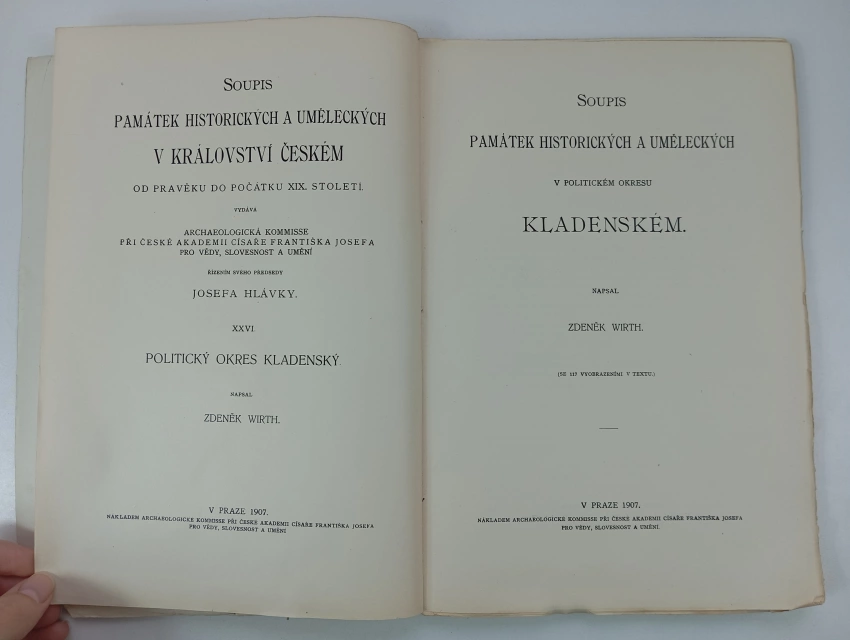 Soupis
PAMÁTEK HISTORICKÝCH A UMĚLECKÝCH
V KRÁLOVSTVÍ ČESKÉM
OD PRAVĚKU DO POČÁTKU XIX. STOLETÍ.
VYDÁVÁ
ARCHAEOLOGICKÁ KOMMISSE
PŘI ČESKÉ AKADEMII CÍSAŘE FRANTIŠKA JOSEFA
PRO VĚDY, SLOVESNOST A UMĚNÍ
ŘÍZENÍM SVÉHO PŘEDSEDY
JOSEFA HLÁVKY.
XXVI.
POLITICKÝ OKRES KLADENSKÝ.
NAPSAL
ZDENĚK WIRTH.
V PRAZE 1907.
NÁKLADEM ARCHAEOLOGICKÉ KOMMISSE PŘI ČESKÉ AKADEMII CÍSAŘE FRANTIŠKA JOSEFA
PRO VĚDY, SLOVESNOST A UMĚNÍ
Soupis
PAMÁTEK HISTORICKÝCH A UMĚLECKÝCH
V POLITICKÉM OKRESU
KLADENSKÉM.
NAPSAL
ZDENĚK WIRTH.
(SE 117 VYOBRAZENÍMI V TEXTU.)
V PRAZE 1907.
NÁKLADEM ARCHAEOLOGICKÉ KOMMISSE PŘI ČESKÉ AKADEMII CÍSAŘE FRANTIŠKA JOSEFA
PRO VĚDY, SLOVESNOST A UMĚNÍ.